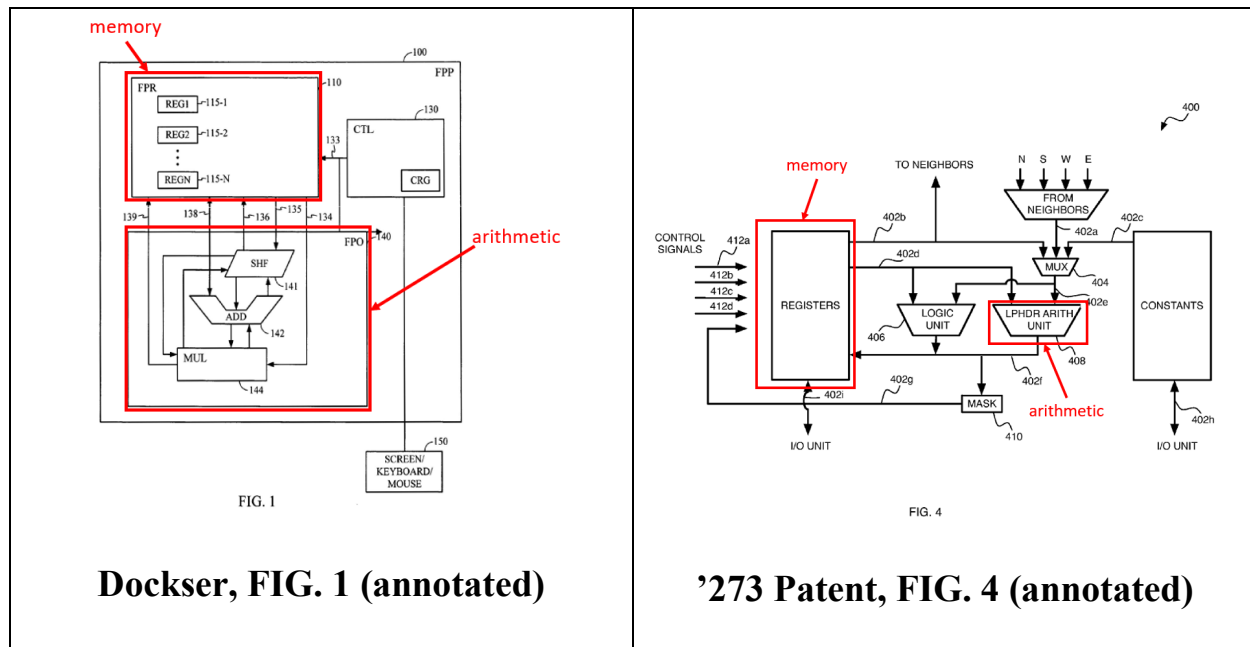 memory
100
FPP
FPR
110
REG1
115-1
REG2
115-2
REGN
115-N
130
CTL
133
CRG
139
138
136
135
134
FPO
140
arithmetic
SHF
141
ADD
142
MUL
144
150
SCREEN/
KEYBOARD/
MOUSE
FIG. 1
Dockser, FIG. 1 (annotated)
400
memory
TO NEIGHBORS
N S W E
FROM
NEIGHBORS
402b
402a
402c
CONTROL
SIGNALS
412a
412b
412c
412d
402d
MUX
404
402e
REGISTERS
LOGIC
UNIT
406
LPHDR ARITH
UNIT
408
CONSTANTS
402f
402g
402i
MASK
410
arithmetic
402h
I/O UNIT
I/O UNIT
FIG. 4
’273 Patent, FIG. 4 (annotated)